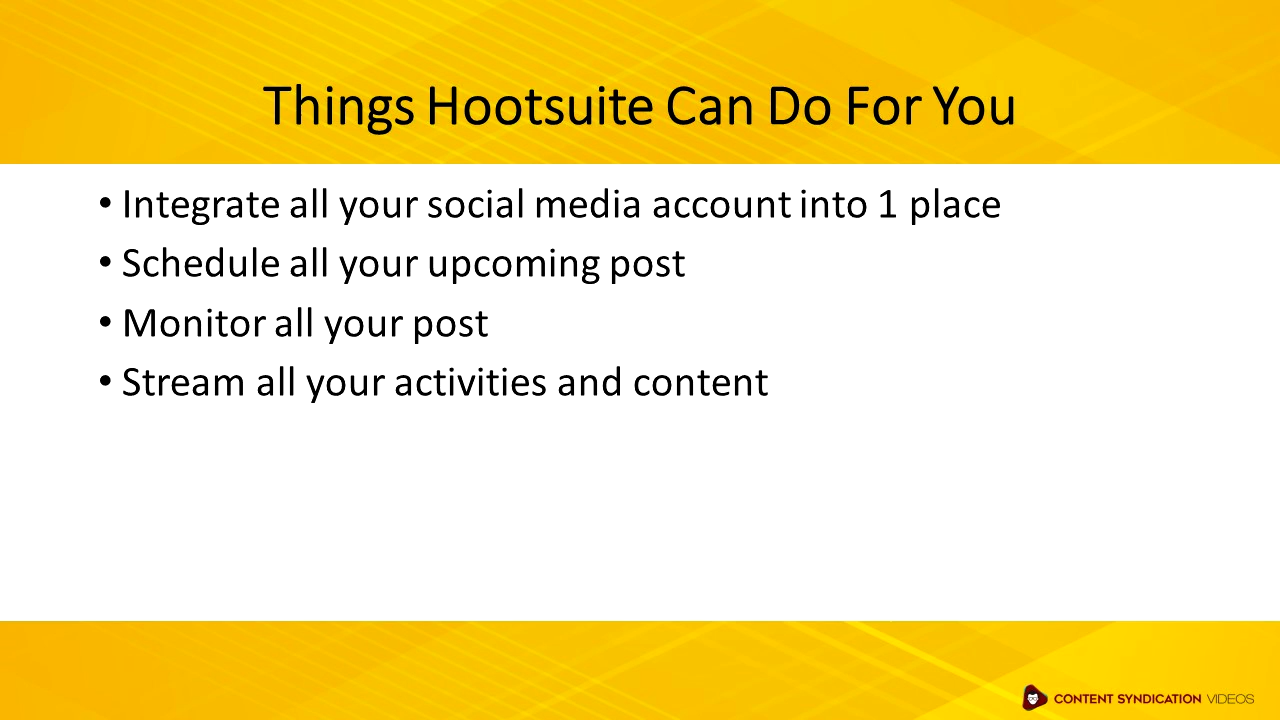 Things Hootsuite Can Do For You
• Integrate all your social media account into 1 place
• Schedule all your upcoming post
• Monitor all your post
• Stream all your activities and content
CONTENT SYNDICATION VIDEOS